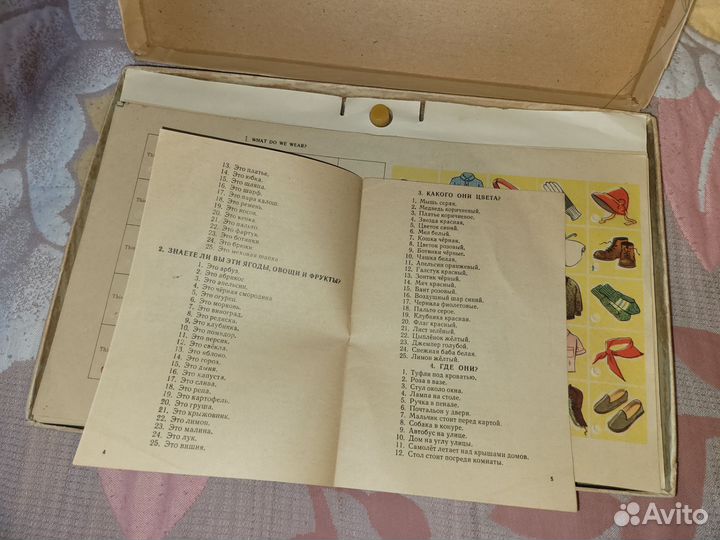 1. WHAT DO WE WEAR?
13. Это платье,
14. Это юбка.
15. Это шляпа.
16. Это шарф.
17. Это пара калош.
18. Это ремень.
19. Это носок.
20. Это кепка.
21. Это пальто.
22. Это фартук.
23. Это ботинки
24. Это брюки
25. Это меховая шапка
2. ЗНАЕТЕ ЛИ ВЫ ЭТИ ЯГОДЫ, ОВОЩИ И ФРУКТЫ?
1. Это арбуз.
2. Это абрикос
3. Это апельсин.
4. Это чёрная смородина
5. Это огурец.
6. Это морковь.
7. Это виноград.
8. Это редиска.
9. Это клубника.
10. Это помидор.
11. Это персик.
12. Это свёкла.
13. Это яблоко.
14. Это горох.
15. Это дыня.
16. Это капуста.
17. Это слива.
18. Это репа.
19. Это картофель.
20. Это груша.
21. Это крыжовник.
22. Это лимон.
23. Это малина.
24. Это лук.
25. Это вишня.
4
3. КАКОГО ОНИ ЦВЕТА?
1. Мышь серая.
2. Медведь коричневый.
3. Платье коричневое.
4. Звезда красная.
5. Цветок синий.
6. Мел белый.
7. Кошка чёрная.
8. Цветок розовый.
9. Ботинки чёрные.
10. Чашка белая.
11. Апельсин оранжевый.
12. Галстук красный.
13. Зонтик чёрный.
14. Мяч красный.
15. Бант розовый.
16. Воздушный шар синий.
17. Чернила фиолетовые.
18. Пальто серое.
19. Клубника красная.
20. Флаг красный.
21. Лист зелёный.
22. Цыплёнок жёлтый.
23. Джемпер голубой.
24. Снежная баба белая.
25. Лимон жёлтый.
4. ГДЕ ОНИ?
1. Туфли под кроватью.
2. Роза в вазе.
3. Стул около окна.
4. Лампа на столе.
5. Ручка в пенале.
6. Почтальон у двери.
7. Мальчик стоит перед картой.
8. Собака в конуре.
9. Автобус на улице.
10. Дом на углу улицы.
11. Самолёт летает над крышами домов.
12. Стол стоит посреди комнаты.
5
Avito